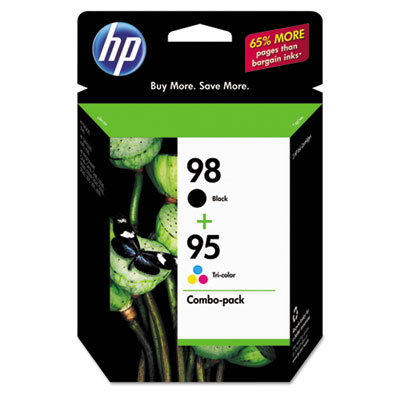 hp
65% MORE
pages than
bargain inks*
Buy More. Save More.
98
Black
+
95
Tri-color
Combo-pack